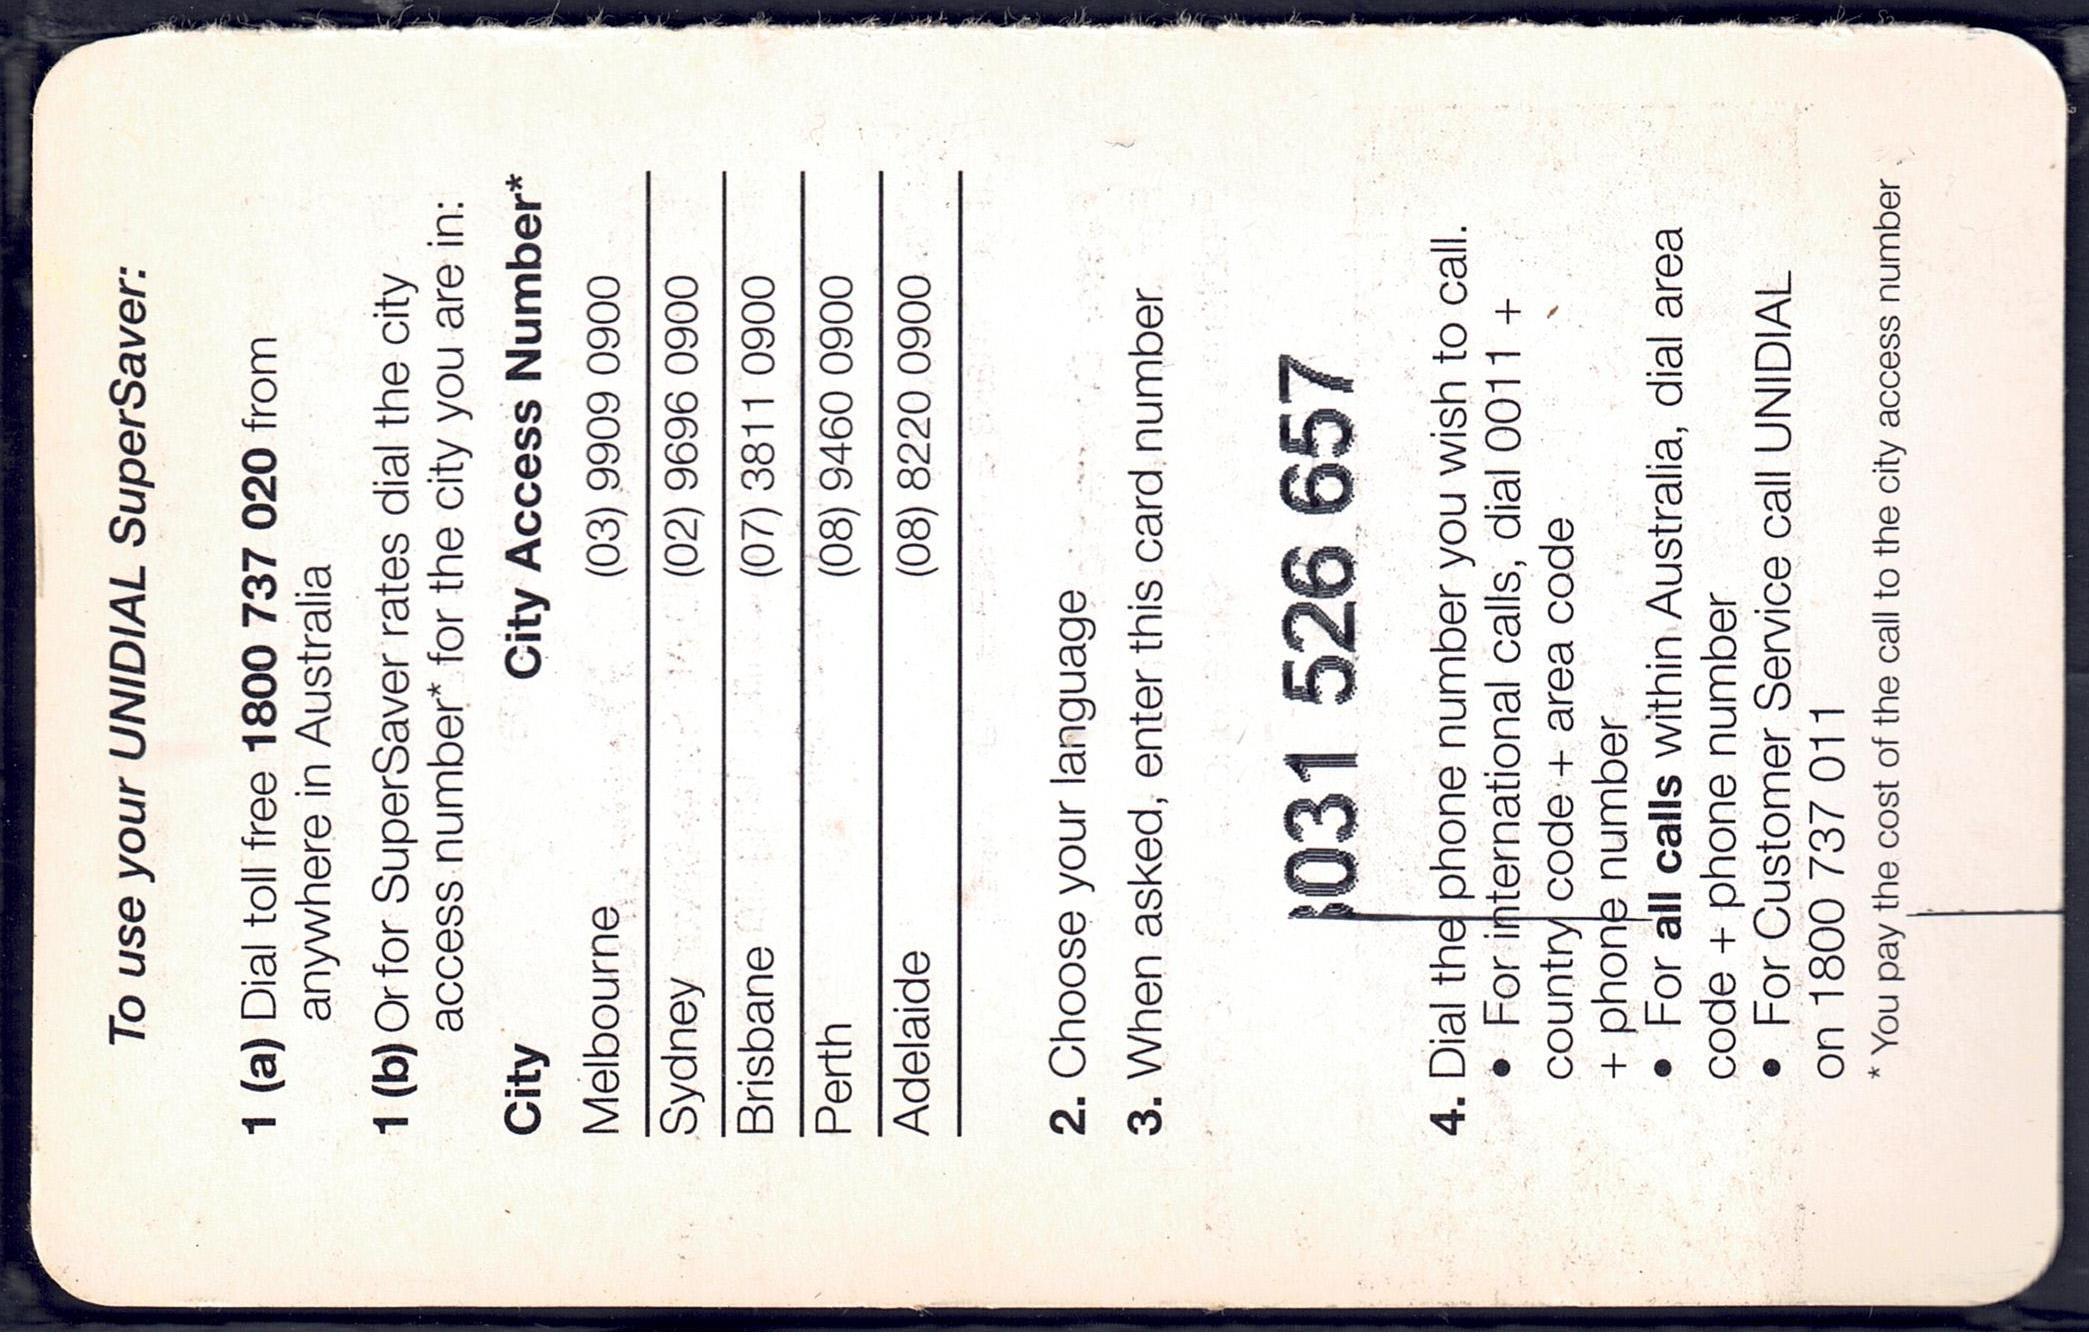 To use your UNIDIAL SuperSaver:
1 (a) Dial toll free 1800 737 020 from
anywhere in Australia
1 (b) Or for SuperSaver rates dial the city
access number* for the city you are in:
City City Access Number*
Melbourne (03) 9909 0900
Sydney (02) 9696 0900
Brisbane (07) 3811 0900
Perth (08) 9460 0900
Adelaide (08) 8220 0900
2. Choose your language
3. When asked, enter this card number
031 526 657
4. Dial the phone number you wish to call.
• For international calls, dial 0011 +
country code + area code
+ phone number
• For all calls within Australia, dial area
code + phone number
• For Customer Service call UNIDIAL
on 1800 737 011
* You pay the cost of the call to the city access number